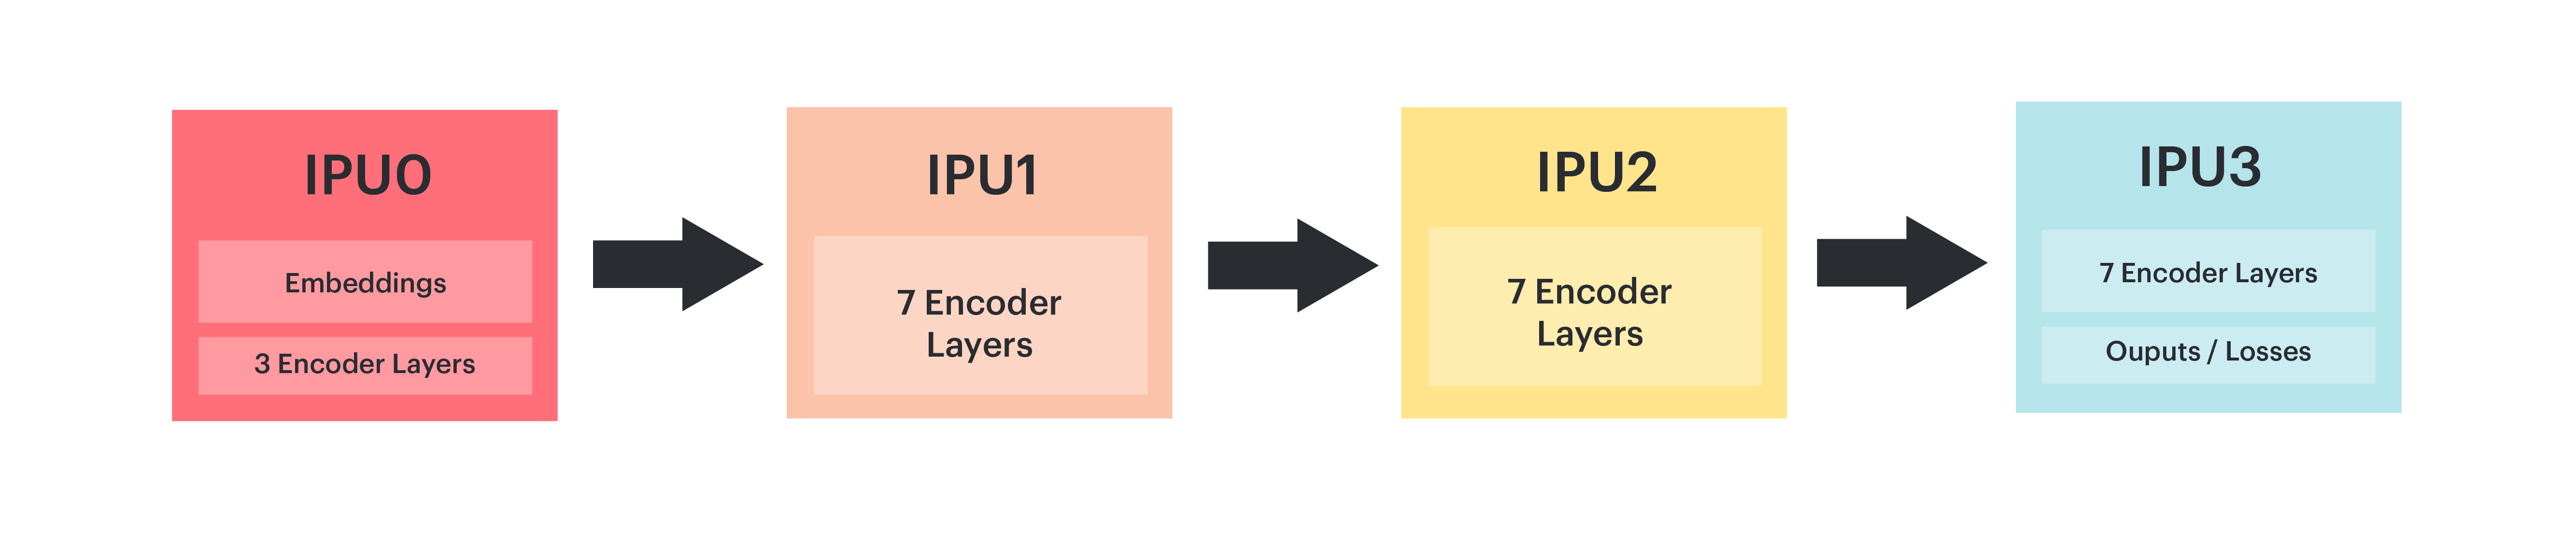 IPU0
Embeddings
3 Encoder Layers
IPU1
7 Encoder
Layers
IPU2
7 Encoder
Layers
IPU3
7 Encoder Layers
Ouputs / Losses